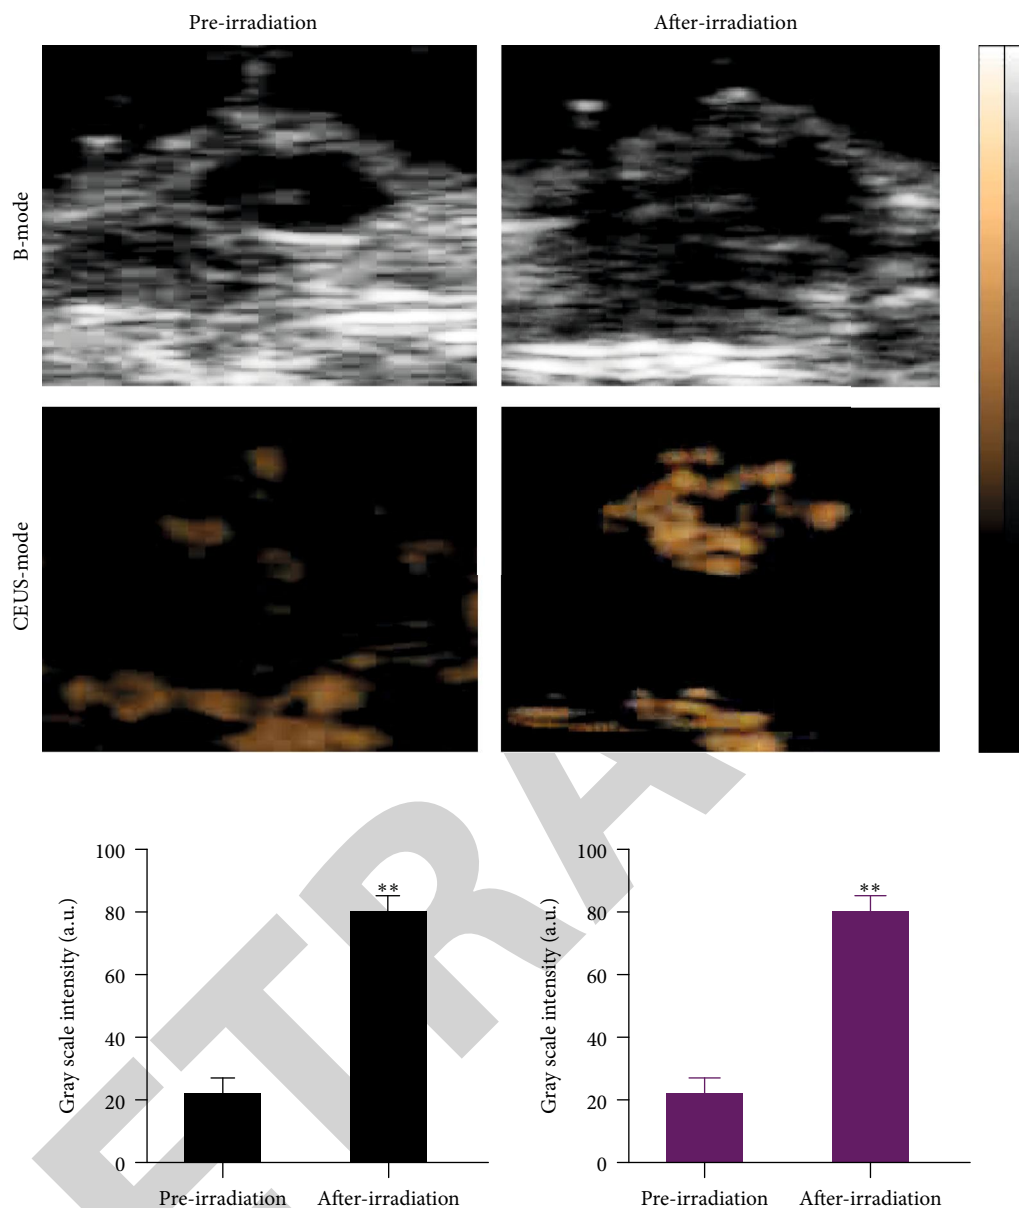 Pre-irradiation
After-irradiation
B-mode
CEUS-mode
100
80
60
40
20
0
Gray scale intensity (a.u.)
**
Pre-irradiation
After-irradiation
100
80
60
40
20
0
Gray scale intensity (a.u.)
**
Pre-irradiation
After-irradiation